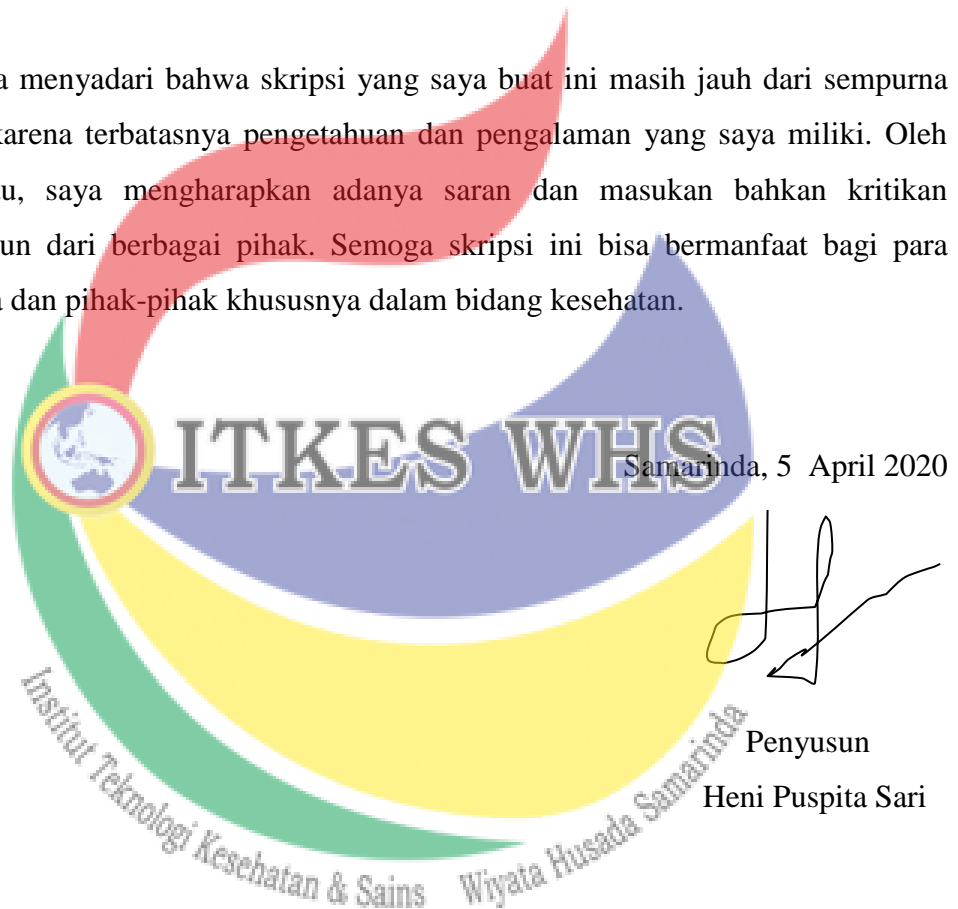 a menyadari bahwa skripsi yang saya buat ini masih jauh dari sempurna
karena terbatasnya pengetahuan dan pengalaman yang saya miliki. Oleh
u, saya mengharapkan adanya saran dan masukan bahkan kritikan
un dari berbagai pihak. Semoga skripsi ini bisa bermanfaat bagi para
a dan pihak-pihak khususnya dalam bidang kesehatan.
ITKES WHS
Samarinda, 5 April 2020
Penyusun
Heni Puspita Sari
Institut Teknologi Kesehatan & Sains Wiyata Husada Samarinda